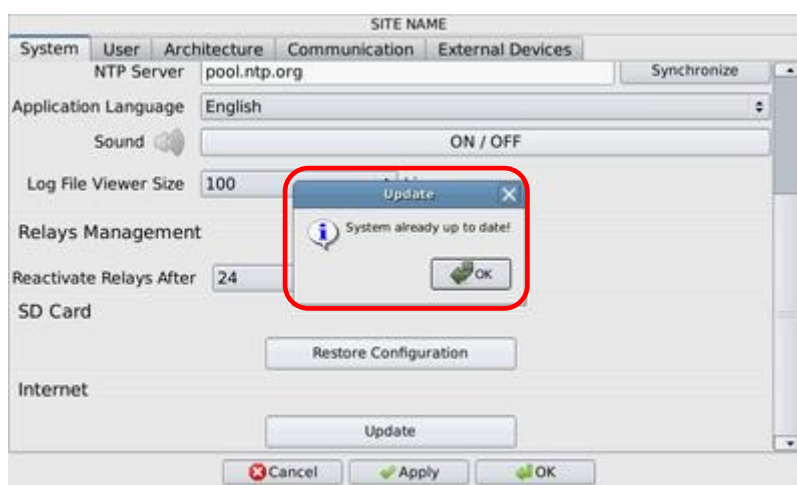 SITE NAME
System User Architecture Communication External Devices
NTP Server pool.ntp.org Synchronize
Application Language English
Sound ON / OFF
Log File Viewer Size 100
Update
System already up to date!
OK
Relays Management
Reactivate Relays After 24
SD Card
Restore Configuration
Internet
Update
Cancel Apply OK